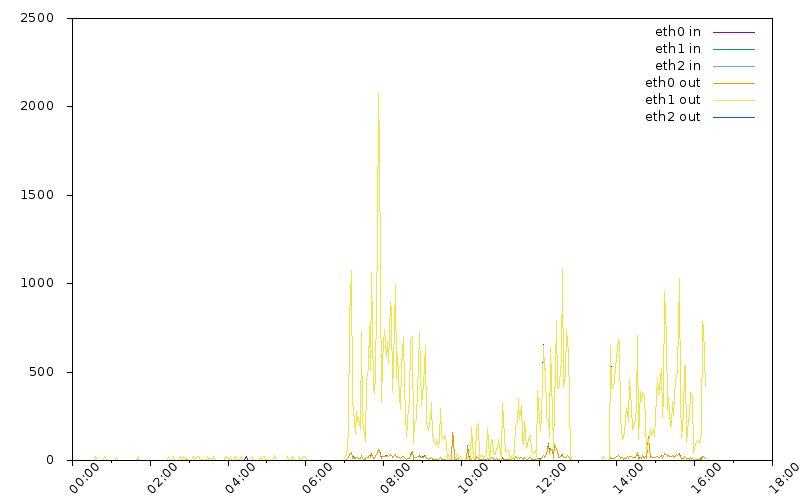 2500
2000
1500
1000
500
0
eth0 in
eth1 in
eth2 in
eth0 out
eth1 out
eth2 out
00:00
02:00
04:00
06:00
08:00
10:00
12:00
14:00
16:00
18:00